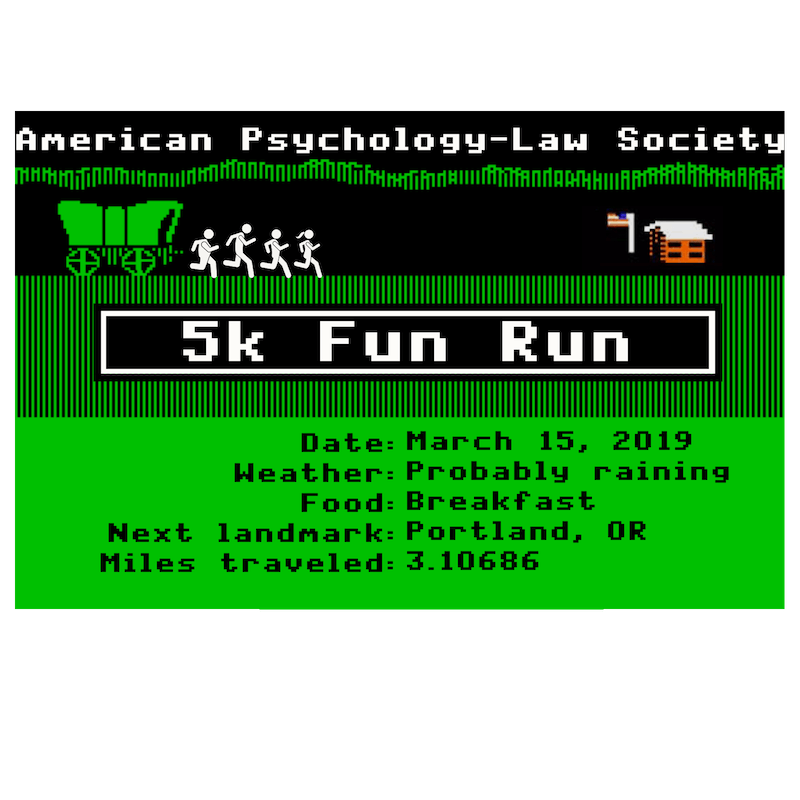 American Psychology-Law Society
5k Fun Run
Date: March 15, 2019
Weather: Probably raining
Food: Breakfast
Next landmark: Portland, OR
Miles traveled: 3.10686